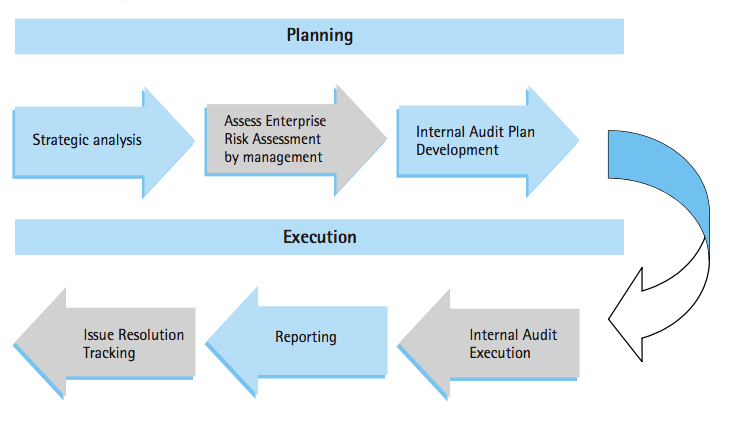 Planning
Strategic analysis
Assess Enterprise
Risk Assessment
by management
Internal Audit Plan
Development
Execution
Issue Resolution
Tracking
Reporting
Internal Audit
Execution